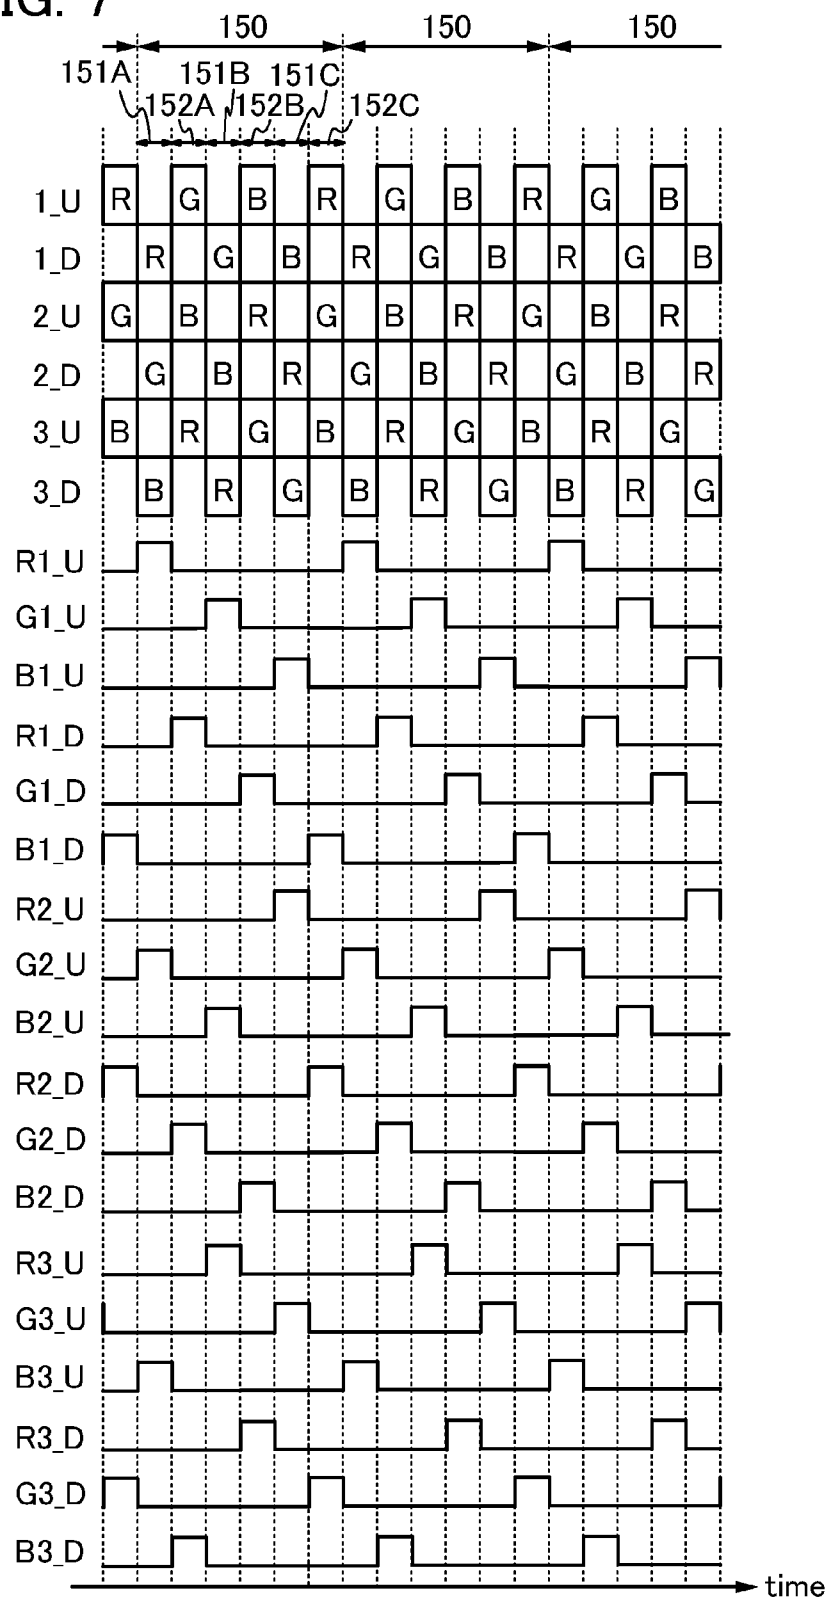 FIG. 7
150 150 150
151A 151B 151C
152A 152B 152C
1_U R G B R G B R G B
1_D R G B R G B R G B
2_U G B R G B R G B R
2_D G B R G B R G B R
3_U B R G B R G B R G
3_D B R G B R G B R G
R1_U
G1_U
B1_U
R1_D
G1_D
B1_D
R2_U
G2_U
B2_U
R2_D
G2_D
B2_D
R3_U
G3_U
B3_U
R3_D
G3_D
B3_D
time